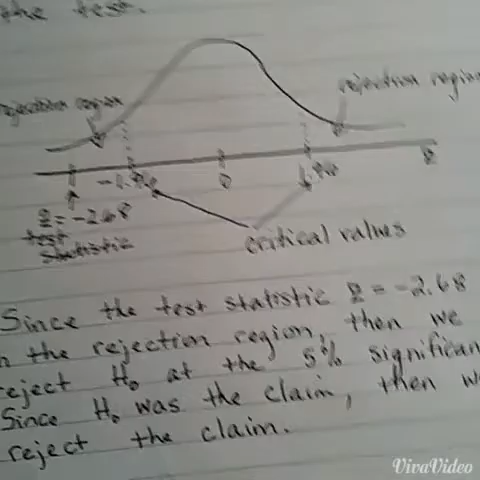 the test.
rejection region
rejection region
-1.96
0
1.96
z
z = -2.68
test
statistic
critical values
Since the test statistic z = -2.68
in the rejection region, then we
reject H₀ at the 5% significan
Since H₀ was the claim, then we
reject the claim.
VivaVideo